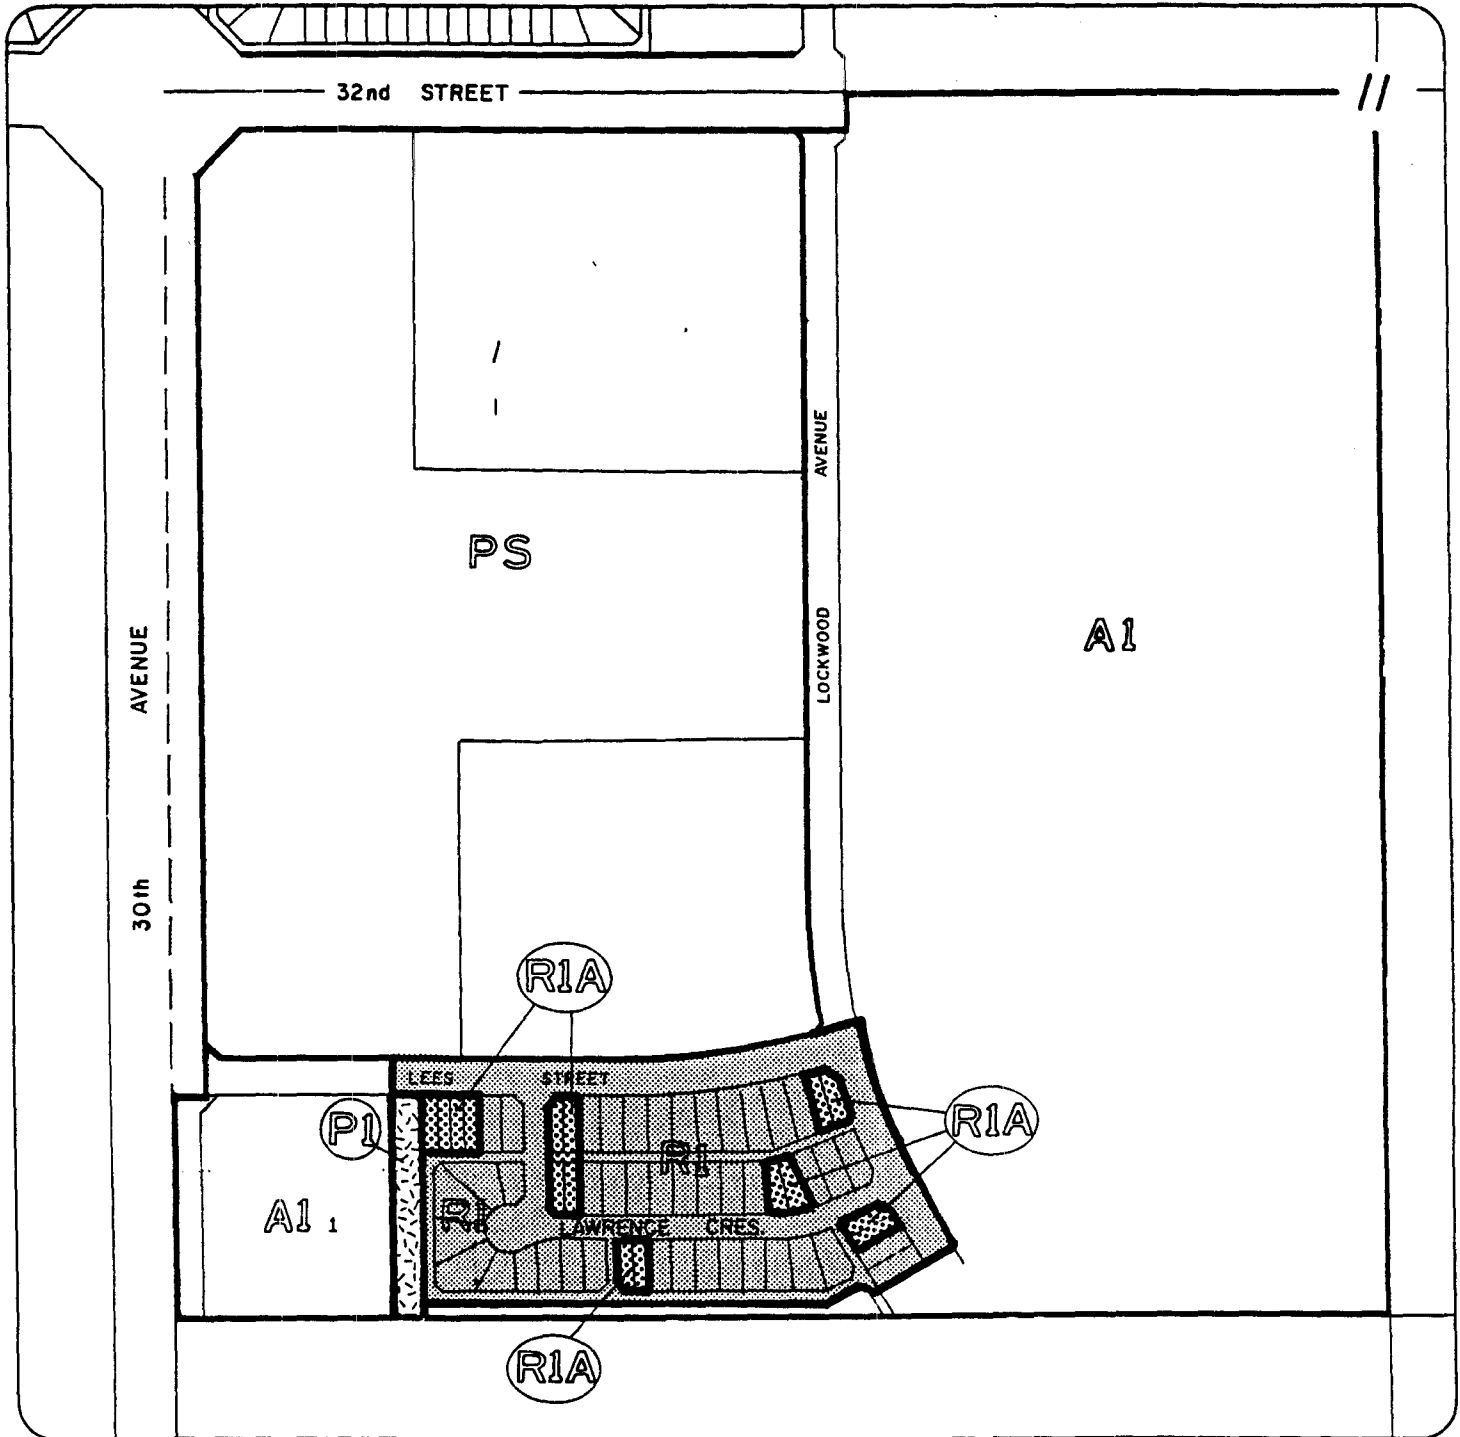 32nd STREET
AVENUE
PS
A1
LOCKWOOD
AVENUE
30th
R1A
LEES STREET
P1
R1
R1A
A1 1
R1
LAWRENCE CRES.
R1A